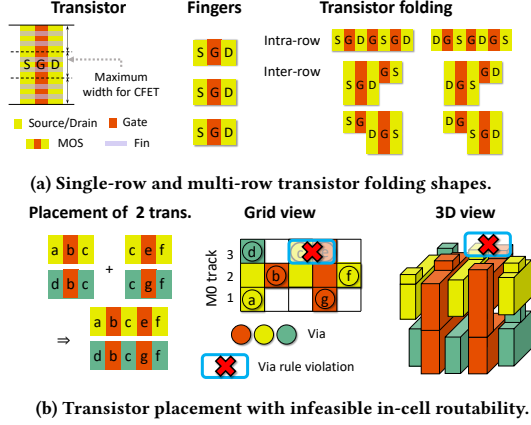 Transistor
Fingers
Transistor folding
S G D
Maximum
width for CFET
Source/Drain
Gate
MOS
Fin
S G D
S G D
S G D
Intra-row
S G D G S G D
D G S G D G S
Inter-row
S G D G S
D G S G D
S G D G S
D G S G D
(a) Single-row and multi-row transistor folding shapes.
Placement of 2 trans.
Grid view
3D view
a b c
d b c
+
c e f
c g f
⇒
a b c e f
d b c g f
M0 track
3
2
1
d
b
f
a
g
Via
Via rule violation
(b) Transistor placement with infeasible in-cell routability.